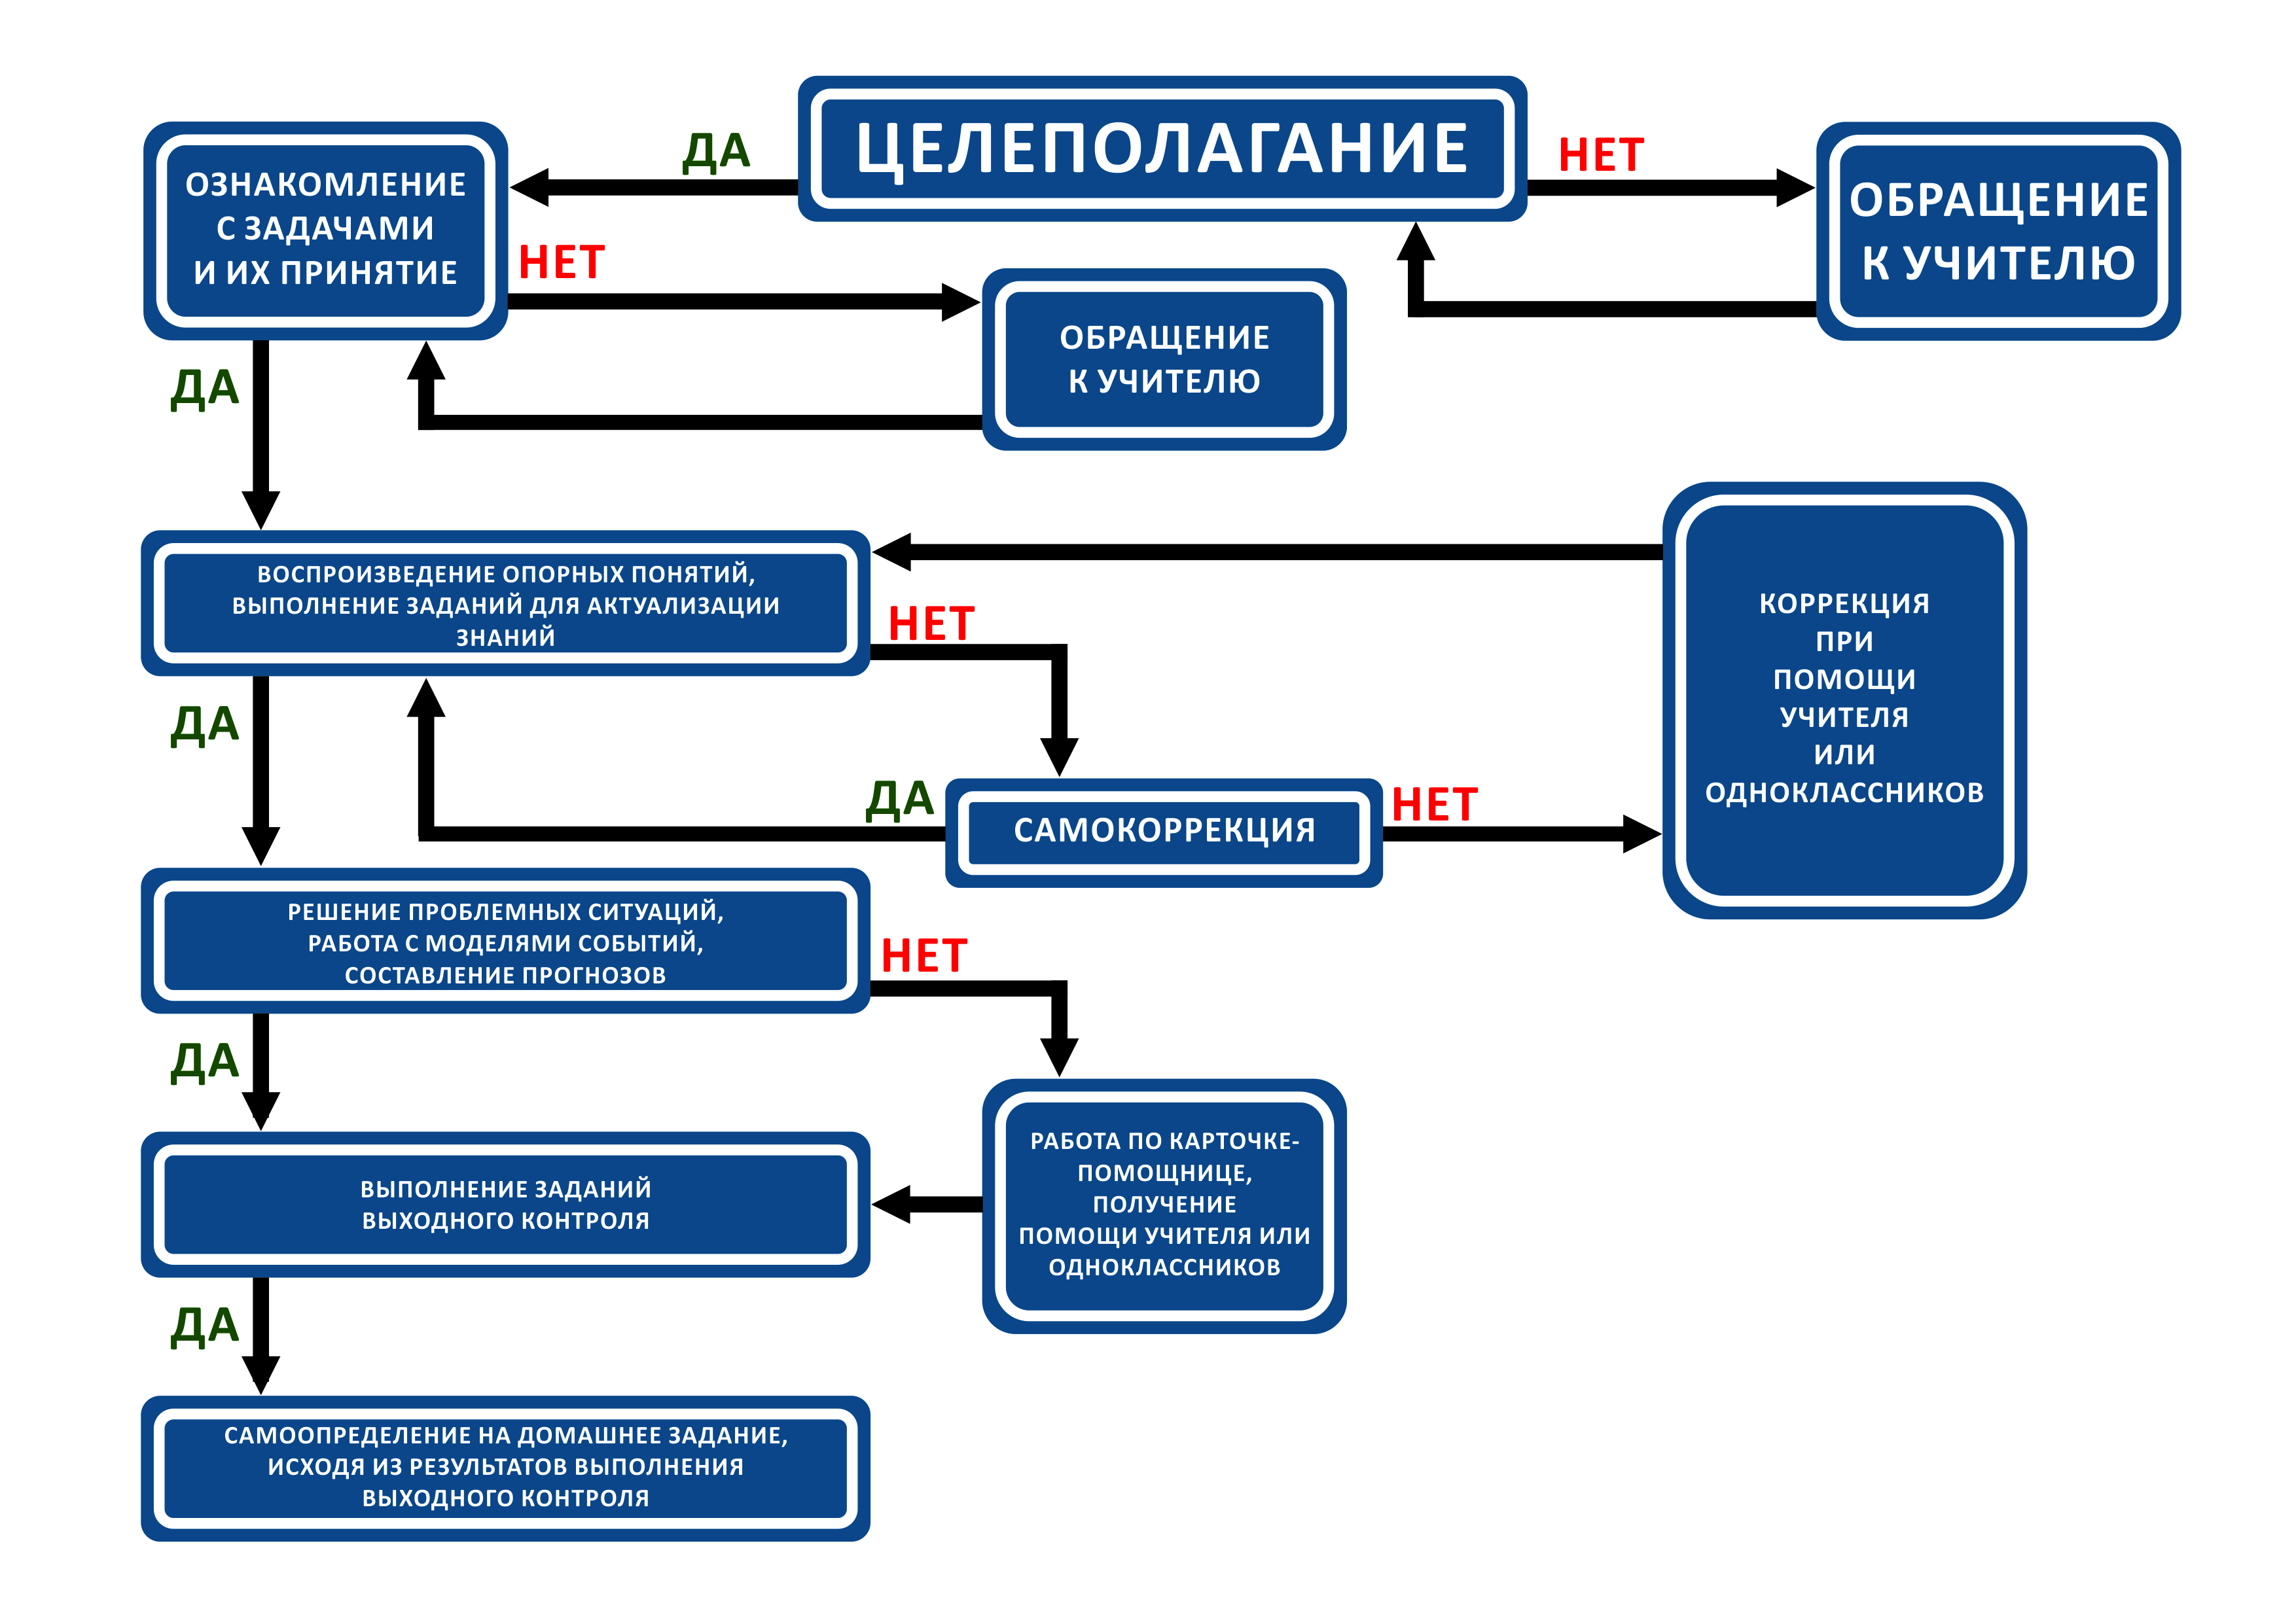 ЦЕЛЕПОЛАГАНИЕ
ДА
НЕТ
ОЗНАКОМЛЕНИЕ
С ЗАДАЧАМИ
И ИХ ПРИНЯТИЕ
ОБРАЩЕНИЕ
К УЧИТЕЛЮ
НЕТ
ОБРАЩЕНИЕ
К УЧИТЕЛЮ
ДА
ВОСПРОИЗВЕДЕНИЕ ОПОРНЫХ ПОНЯТИЙ,
ВЫПОЛНЕНИЕ ЗАДАНИЙ ДЛЯ АКТУАЛИЗАЦИИ
ЗНАНИЙ
НЕТ
КОРРЕКЦИЯ
ПРИ
ПОМОЩИ
УЧИТЕЛЯ
ИЛИ
ОДНОКЛАССНИКОВ
ДА
ДА
САМОКОРРЕКЦИЯ
НЕТ
РЕШЕНИЕ ПРОБЛЕМНЫХ СИТУАЦИЙ,
РАБОТА С МОДЕЛЯМИ СОБЫТИЙ,
СОСТАВЛЕНИЕ ПРОГНОЗОВ
НЕТ
ДА
РАБОТА ПО КАРТОЧКЕ-
ПОМОЩНИЦЕ,
ПОЛУЧЕНИЕ
ПОМОЩИ УЧИТЕЛЯ ИЛИ
ОДНОКЛАССНИКОВ
ВЫПОЛНЕНИЕ ЗАДАНИЙ
ВЫХОДНОГО КОНТРОЛЯ
ДА
САМООПРЕДЕЛЕНИЕ НА ДОМАШНЕЕ ЗАДАНИЕ,
ИСХОДЯ ИЗ РЕЗУЛЬТАТОВ ВЫПОЛНЕНИЯ
ВЫХОДНОГО КОНТРОЛЯ